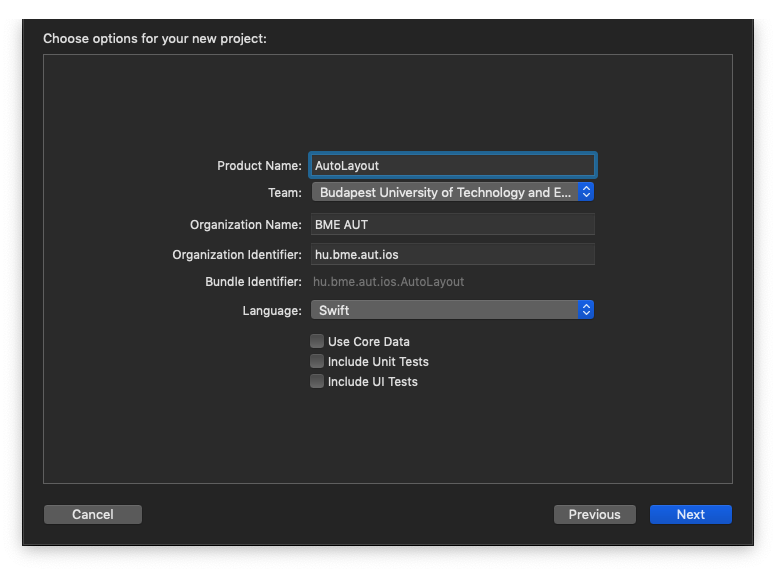 Choose options for your new project:
Product Name: AutoLayout
Team: Budapest University of Technology and E...
Organization Name: BME AUT
Organization Identifier: hu.bme.aut.ios
Bundle Identifier: hu.bme.aut.ios.AutoLayout
Language: Swift
Use Core Data
Include Unit Tests
Include UI Tests
Cancel Previous Next